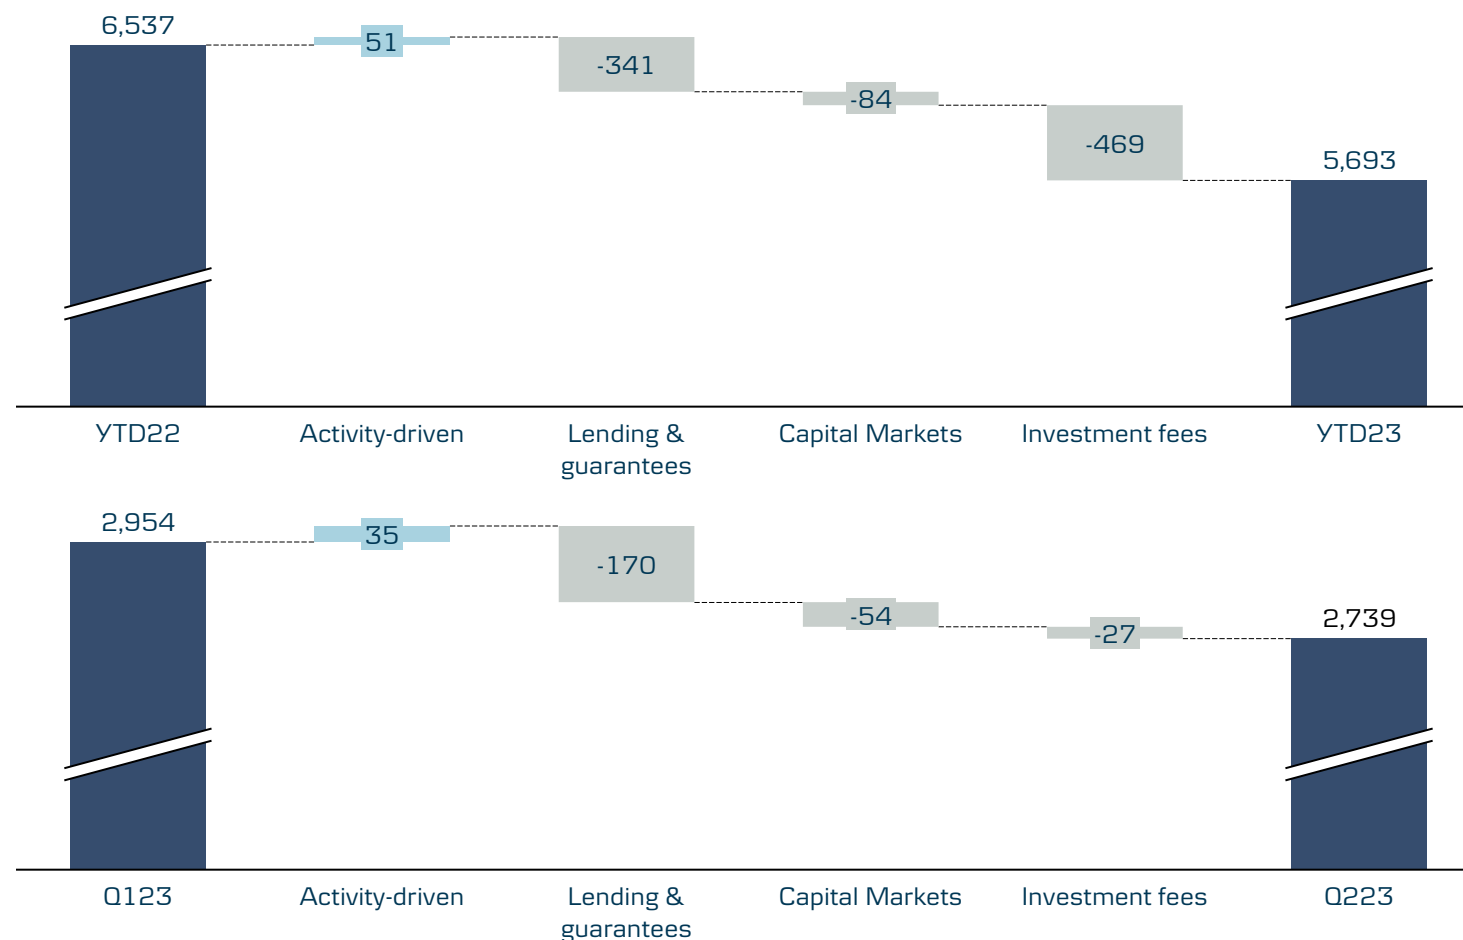 6,537
51
-341
-84
-469
5,693
YTD22
Activity-driven
Lending &
guarantees
Capital Markets
Investment fees
YTD23
2,954
35
-170
-54
-27
2,739
Q123
Activity-driven
Lending &
guarantees
Capital Markets
Investment fees
Q223